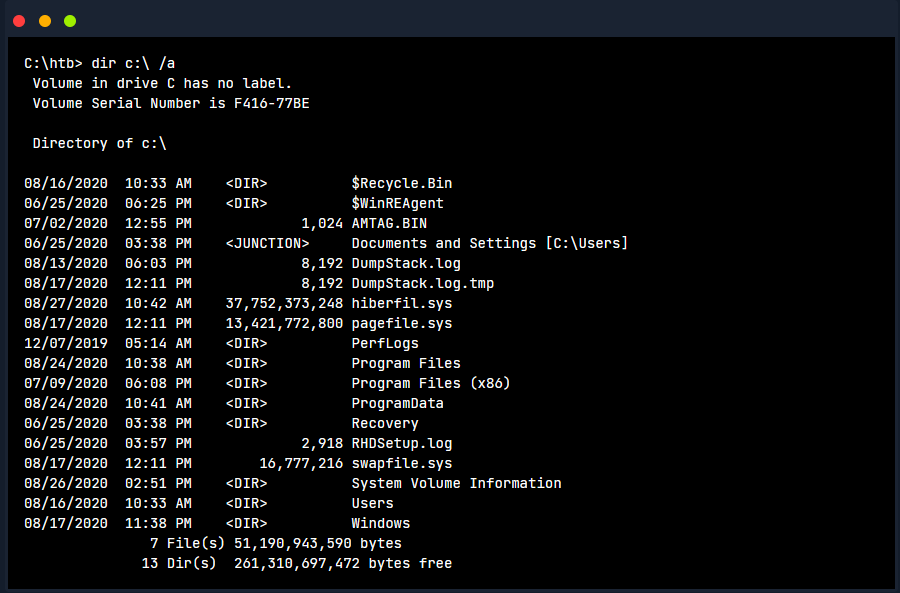 C:\htb> dir c:\ /a
 Volume in drive C has no label.
 Volume Serial Number is F416-77BE

 Directory of c:\

08/16/2020  10:33 AM    <DIR>          $Recycle.Bin
06/25/2020  06:25 PM    <DIR>          $WinREAgent
07/02/2020  12:55 PM             1,024 AMTAG.BIN
06/25/2020  03:38 PM    <JUNCTION>     Documents and Settings [C:\Users]
08/13/2020  06:03 PM             8,192 DumpStack.log
08/17/2020  12:11 PM             8,192 DumpStack.log.tmp
08/27/2020  10:42 AM    37,752,373,248 hiberfil.sys
08/17/2020  12:11 PM    13,421,772,800 pagefile.sys
12/07/2019  05:14 AM    <DIR>          PerfLogs
08/24/2020  10:38 AM    <DIR>          Program Files
07/09/2020  06:08 PM    <DIR>          Program Files (x86)
08/24/2020  10:41 AM    <DIR>          ProgramData
06/25/2020  03:38 PM    <DIR>          Recovery
06/25/2020  03:57 PM             2,918 RHDSetup.log
08/17/2020  12:11 PM        16,777,216 swapfile.sys
08/26/2020  02:51 PM    <DIR>          System Volume Information
08/16/2020  10:33 AM    <DIR>          Users
08/17/2020  11:38 PM    <DIR>          Windows
               7 File(s) 51,190,943,590 bytes
              13 Dir(s)  261,310,697,472 bytes free